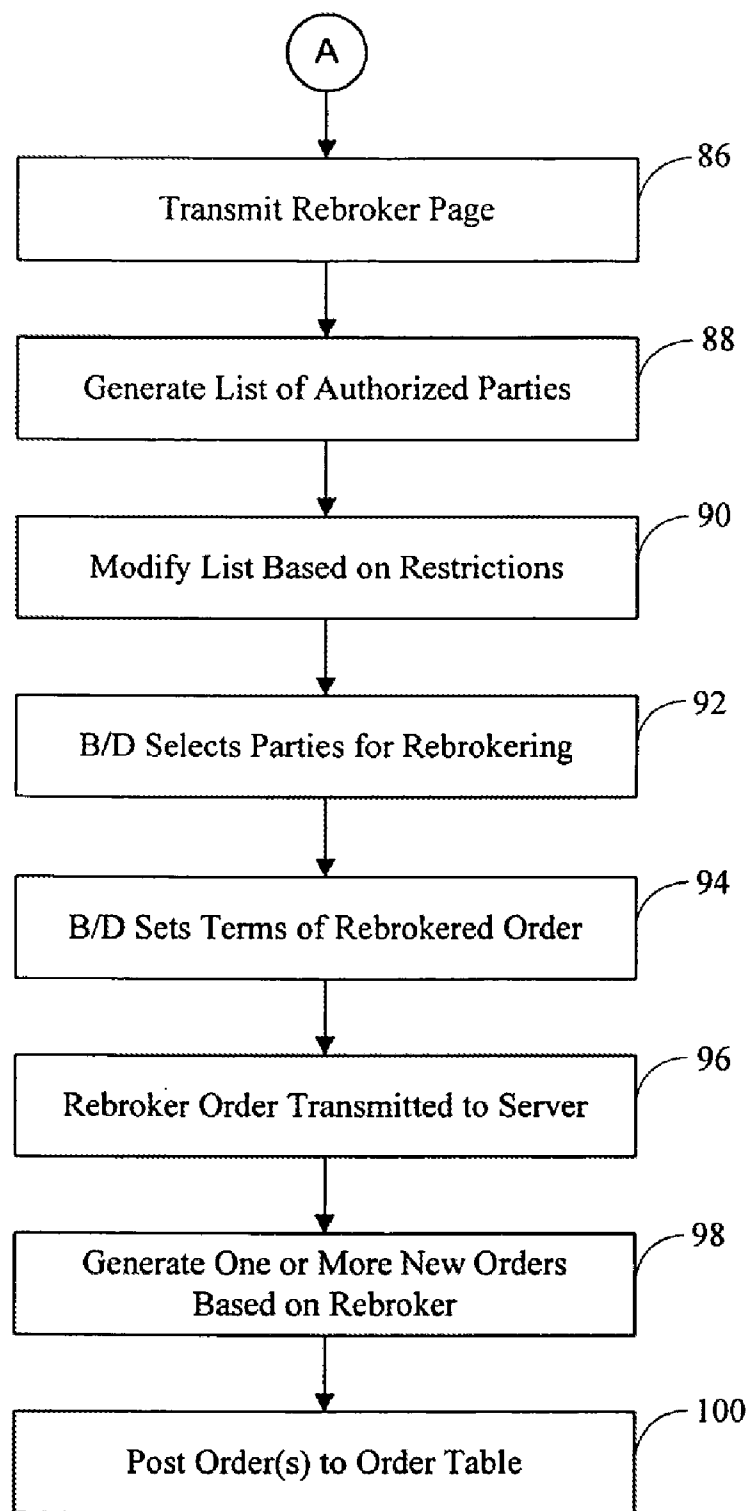 A
86
Transmit Rebroker Page
88
Generate List of Authorized Parties
90
Modify List Based on Restrictions
92
B/D Selects Parties for Rebrokering
94
B/D Sets Terms of Rebrokered Order
96
Rebroker Order Transmitted to Server
98
Generate One or More New Orders
Based on Rebroker
100
Post Order(s) to Order Table